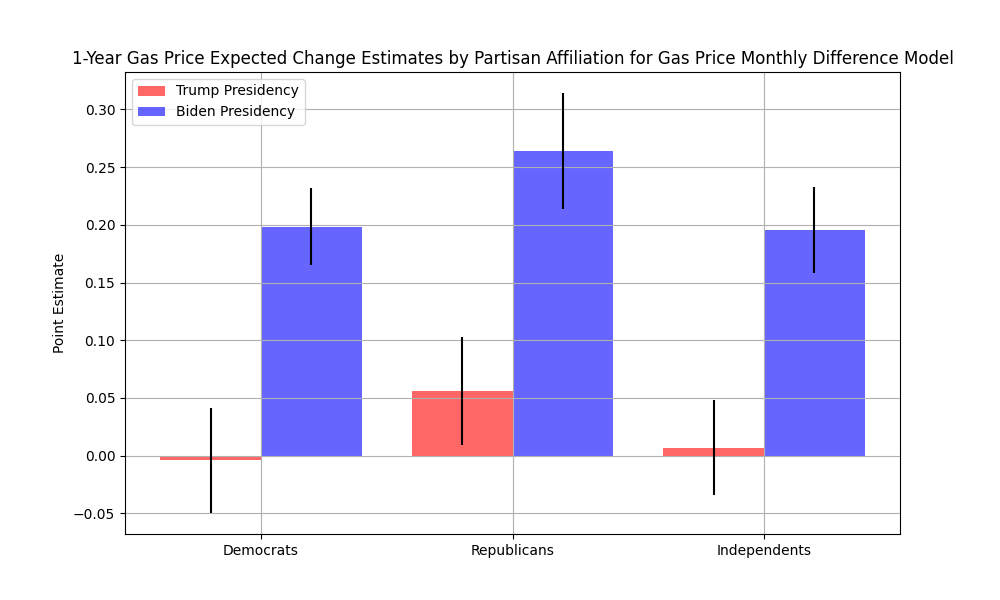 1-Year Gas Price Expected Change Estimates by Partisan Affiliation for Gas Price Monthly Difference Model
Trump Presidency
Biden Presidency
0.30
0.25
0.20
0.15
0.10
0.05
0.00
−0.05
Point Estimate
Democrats
Republicans
Independents